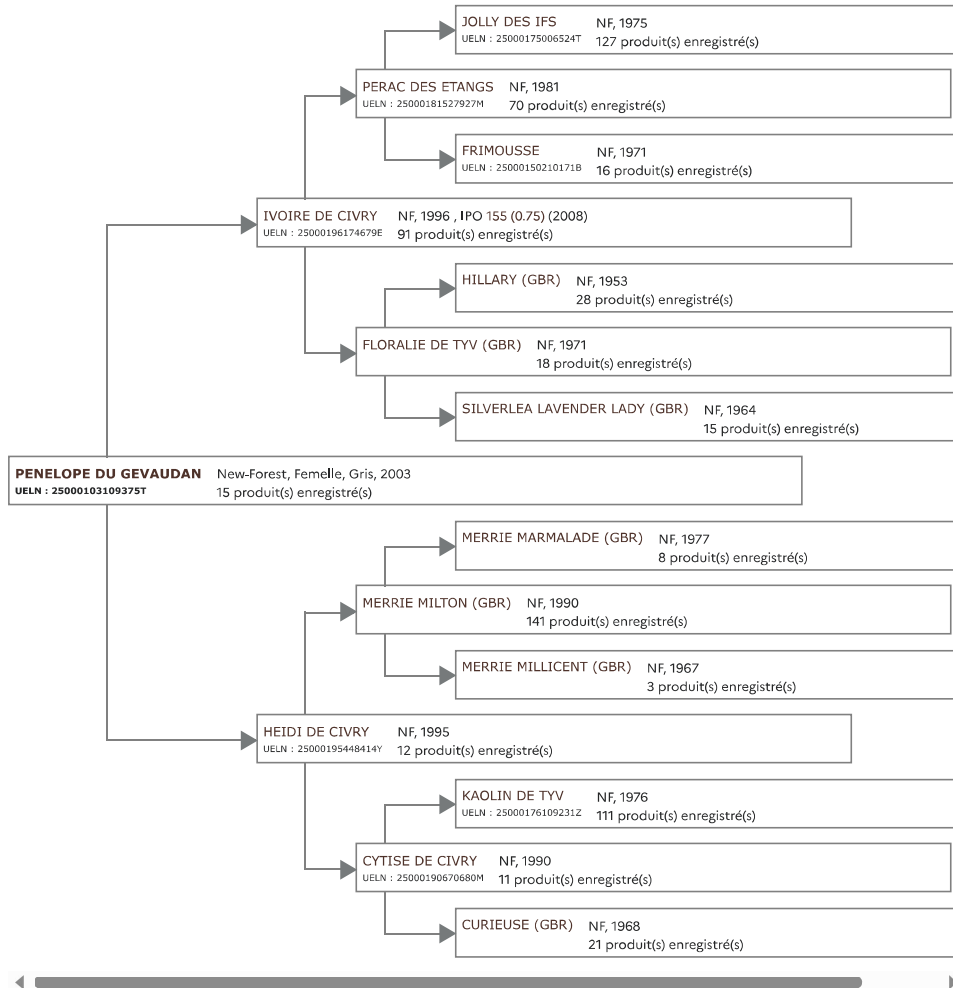 JOLLY DES IFS NF, 1975
UELN : 25000175006524T 127 produit(s) enregistré(s)
PERAC DES ETANGS NF, 1981
UELN : 25000181527927M 70 produit(s) enregistré(s)
FRIMOUSSE NF, 1971
UELN : 25000150210171B 16 produit(s) enregistré(s)
IVOIRE DE CIVRY NF, 1996 , IPO 155 (0.75) (2008)
UELN : 25000196174679E 91 produit(s) enregistré(s)
HILLARY (GBR) NF, 1953
28 produit(s) enregistré(s)
FLORALIE DE TYV (GBR) NF, 1971
18 produit(s) enregistré(s)
SILVERLEA LAVENDER LADY (GBR) NF, 1964
15 produit(s) enregistré(s)
PENELOPE DU GEVAUDAN New-Forest, Femelle, Gris, 2003
UELN : 25000103109375T 15 produit(s) enregistré(s)
MERRIE MARMALADE (GBR) NF, 1977
8 produit(s) enregistré(s)
MERRIE MILTON (GBR) NF, 1990
141 produit(s) enregistré(s)
MERRIE MILLICENT (GBR) NF, 1967
3 produit(s) enregistré(s)
HEIDI DE CIVRY NF, 1995
UELN : 25000195448414Y 12 produit(s) enregistré(s)
KAOLIN DE TYV NF, 1976
UELN : 25000176109231Z 111 produit(s) enregistré(s)
CYTISE DE CIVRY NF, 1990
UELN : 25000190670680M 11 produit(s) enregistré(s)
CURIEUSE (GBR) NF, 1968
21 produit(s) enregistré(s)